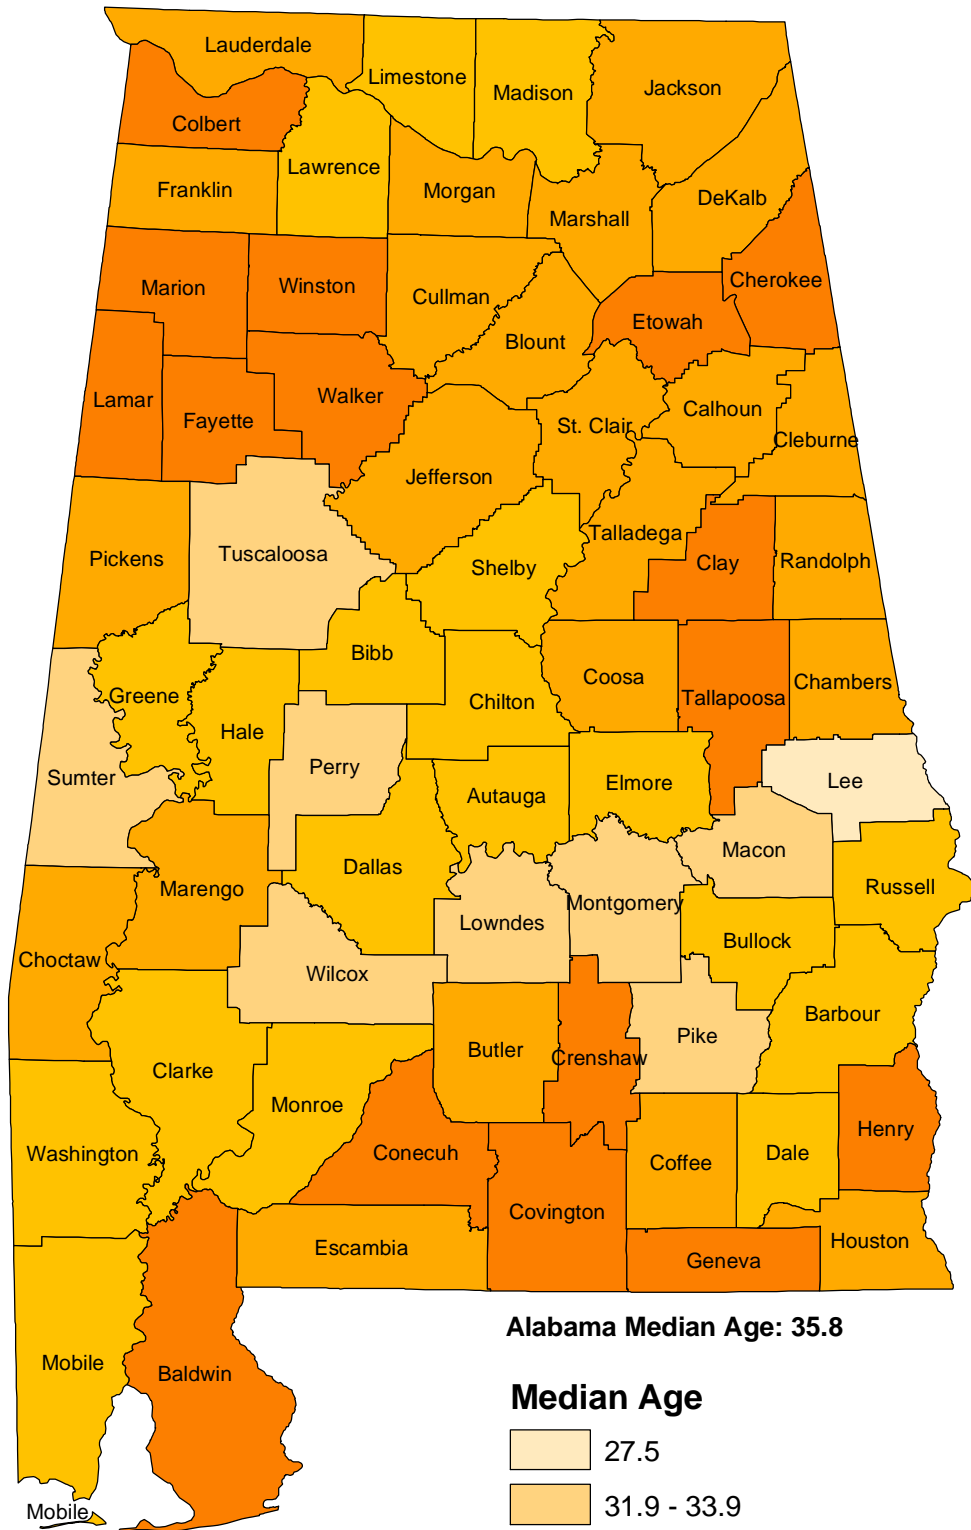 Lauderdale
Limestone
Madison
Jackson
Colbert
Lawrence
Franklin
Morgan
DeKalb
Marshall
Cherokee
Marion
Winston
Cullman
Etowah
Blount
Lamar
Walker
Fayette
Calhoun
St. Clair
Cleburne
Jefferson
Talladega
Tuscaloosa
Pickens
Shelby
Clay
Randolph
Bibb
Coosa
Chambers
Greene
Tallapoosa
Chilton
Hale
Perry
Sumter
Lee
Elmore
Autauga
Macon
Dallas
Marengo
Russell
Montgomery
Lowndes
Bullock
Choctaw
Wilcox
Barbour
Pike
Butler
Crenshaw
Clarke
Monroe
Henry
Washington
Conecuh
Dale
Coffee
Covington
Houston
Escambia
Geneva
Alabama Median Age: 35.8
Mobile
Baldwin
Median Age
27.5
31.9 - 33.9
Mobile